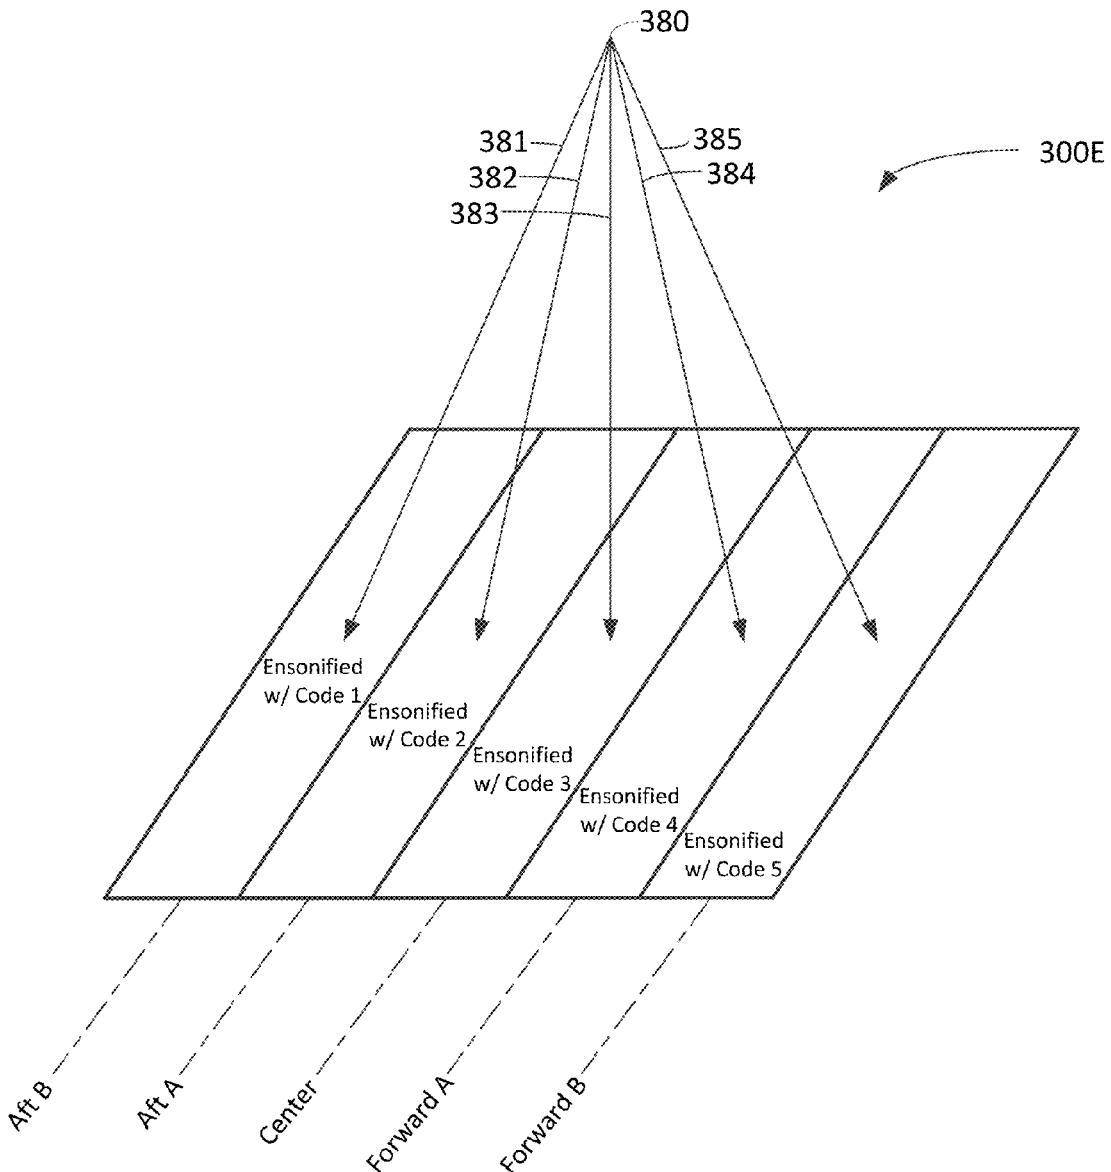 380
381
385
300E
382
384
383
Ensonified
w/ Code 1
Ensonified
w/ Code 2
Ensonified
w/ Code 3
Ensonified
w/ Code 4
Ensonified
w/ Code 5
Aft B
Aft A
Center
Forward A
Forward B